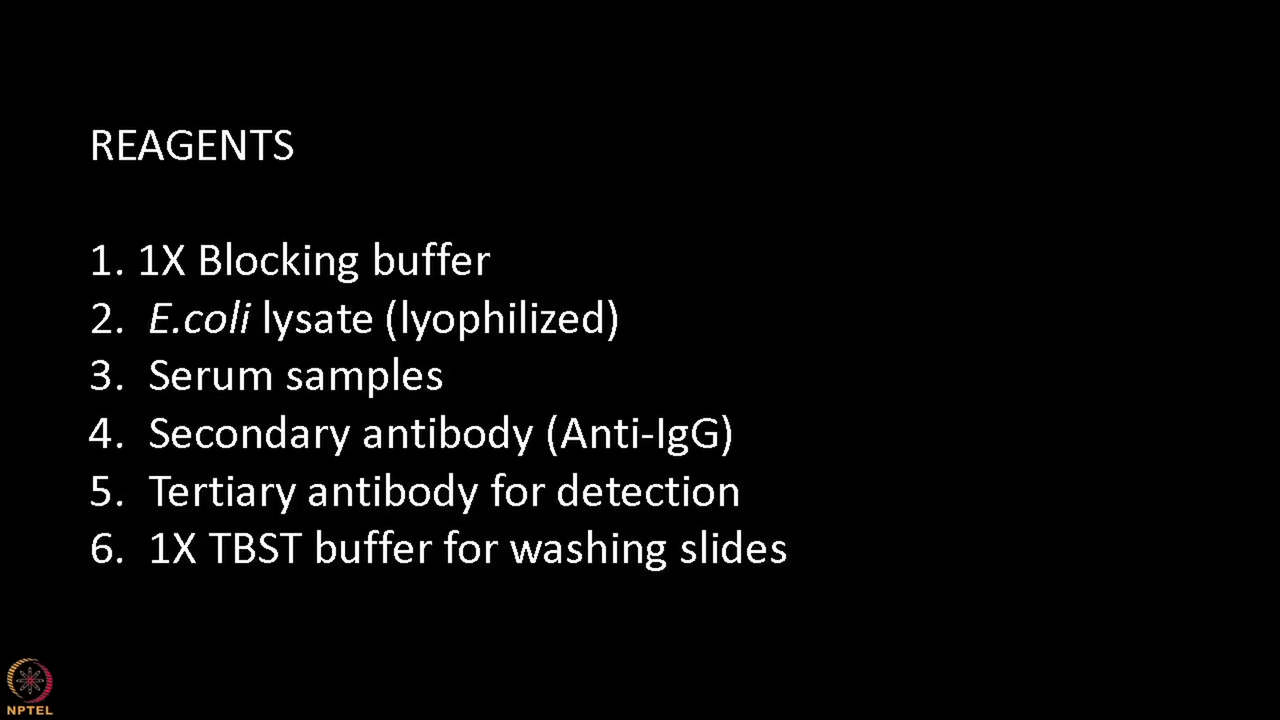 REAGENTS
1. 1X Blocking buffer
2. E.coli lysate (lyophilized)
3. Serum samples
4. Secondary antibody (Anti-IgG)
5. Tertiary antibody for detection
6. 1X TBST buffer for washing slides
NPTEL